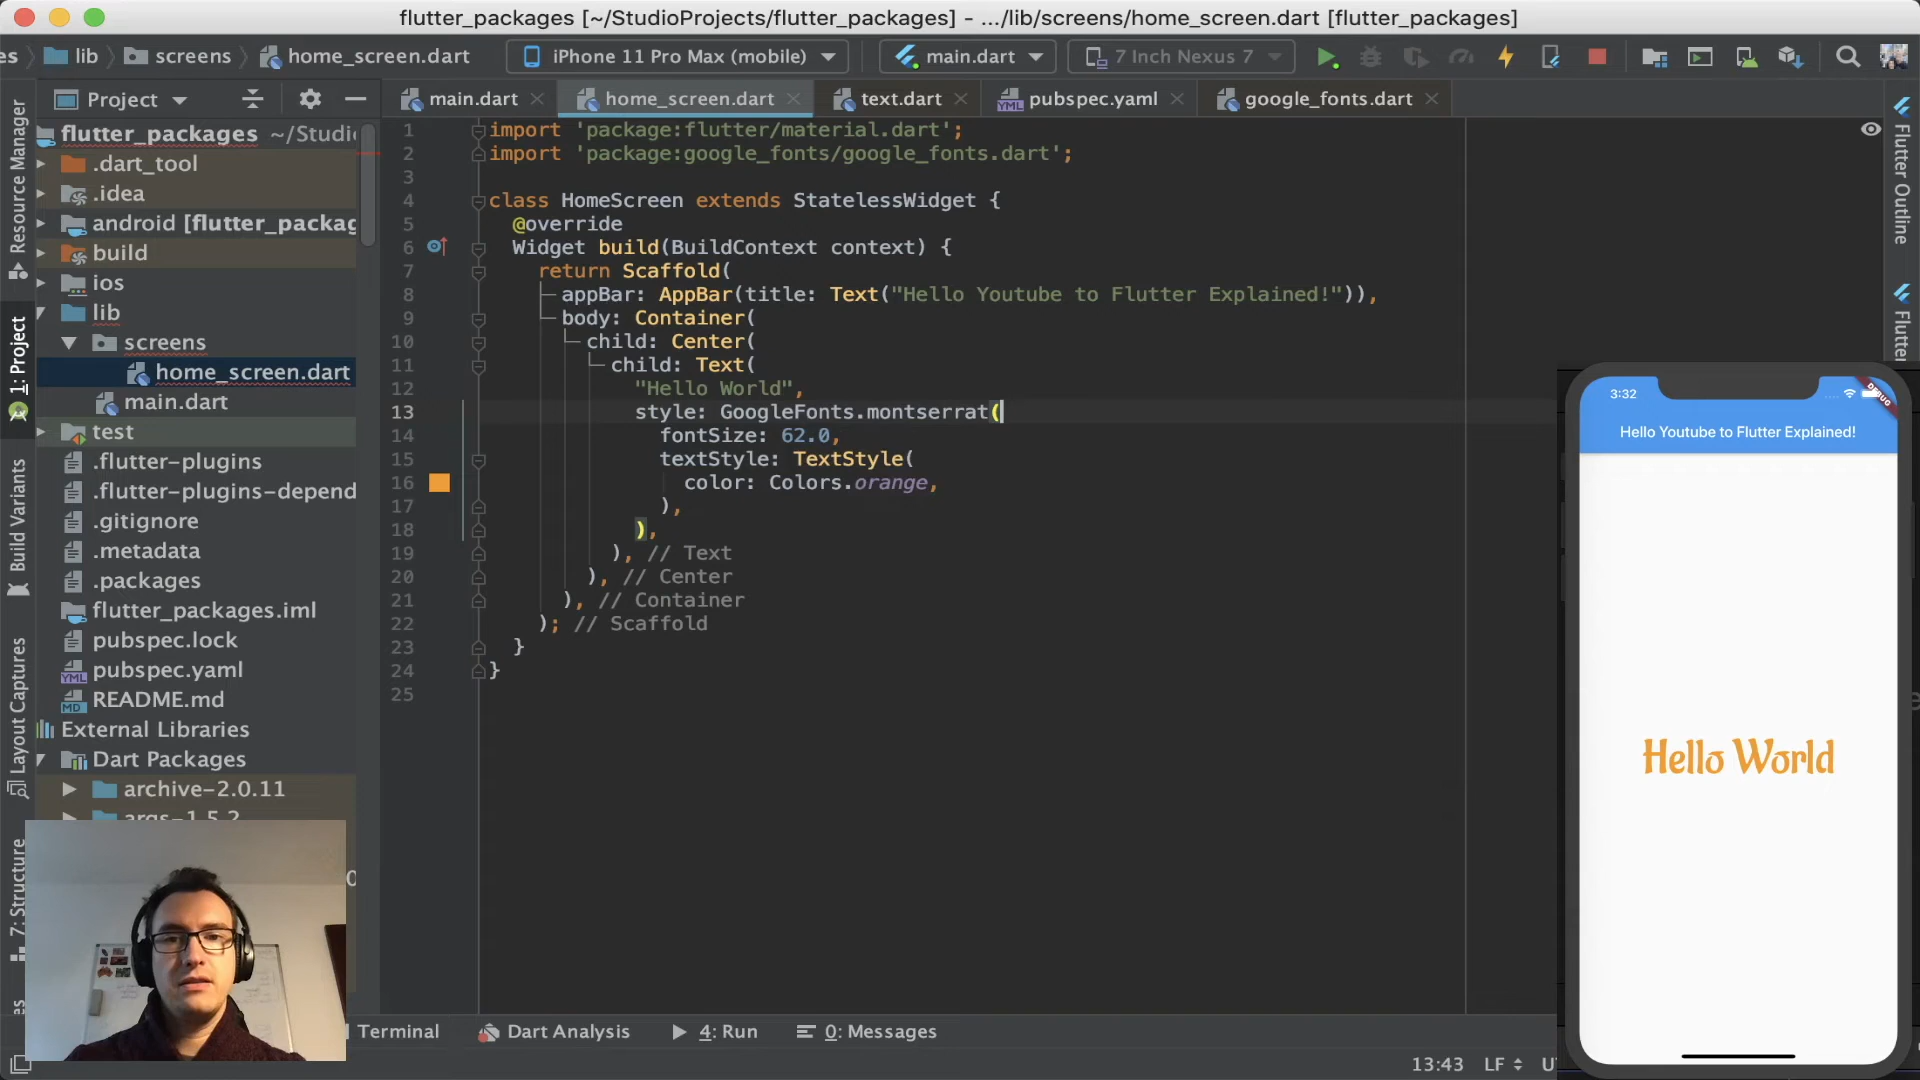 flutter_packages [~/StudioProjects/flutter_packages] - .../lib/screens/home_screen.dart [flutter_packages]
es lib screens home_screen.dart iPhone 11 Pro Max (mobile) main.dart 7 Inch Nexus 7
Project main.dart home_screen.dart text.dart pubspec.yaml google_fonts.dart
Resource Manager
1: Project
Build Variants
Layout Captures
7: Structure
flutter_packages ~/Studi
.dart_tool
.idea
android [flutter_packag
build
ios
lib
screens
home_screen.dart
main.dart
test
.flutter-plugins
.flutter-plugins-depend
.gitignore
.metadata
.packages
flutter_packages.iml
pubspec.lock
pubspec.yaml
README.md
External Libraries
Dart Packages
archive-2.0.11
args-1.5.2
1 import 'package:flutter/material.dart';
2 import 'package:google_fonts/google_fonts.dart';
3
4 class HomeScreen extends StatelessWidget {
5 @override
6 Widget build(BuildContext context) {
7 return Scaffold(
8 appBar: AppBar(title: Text("Hello Youtube to Flutter Explained!")),
9 body: Container(
10 child: Center(
11 child: Text(
12 "Hello World",
13 style: GoogleFonts.montserrat(
14 fontSize: 62.0,
15 textStyle: TextStyle(
16 color: Colors.orange,
17 ),
18 ),
19 ), // Text
20 ), // Center
21 ), // Container
22 ); // Scaffold
23 }
24 }
25
Flutter Outline
Flutter
3:32
DEBUG
Hello Youtube to Flutter Explained!
Hello World
Terminal Dart Analysis 4: Run 0: Messages
13:43 LF U